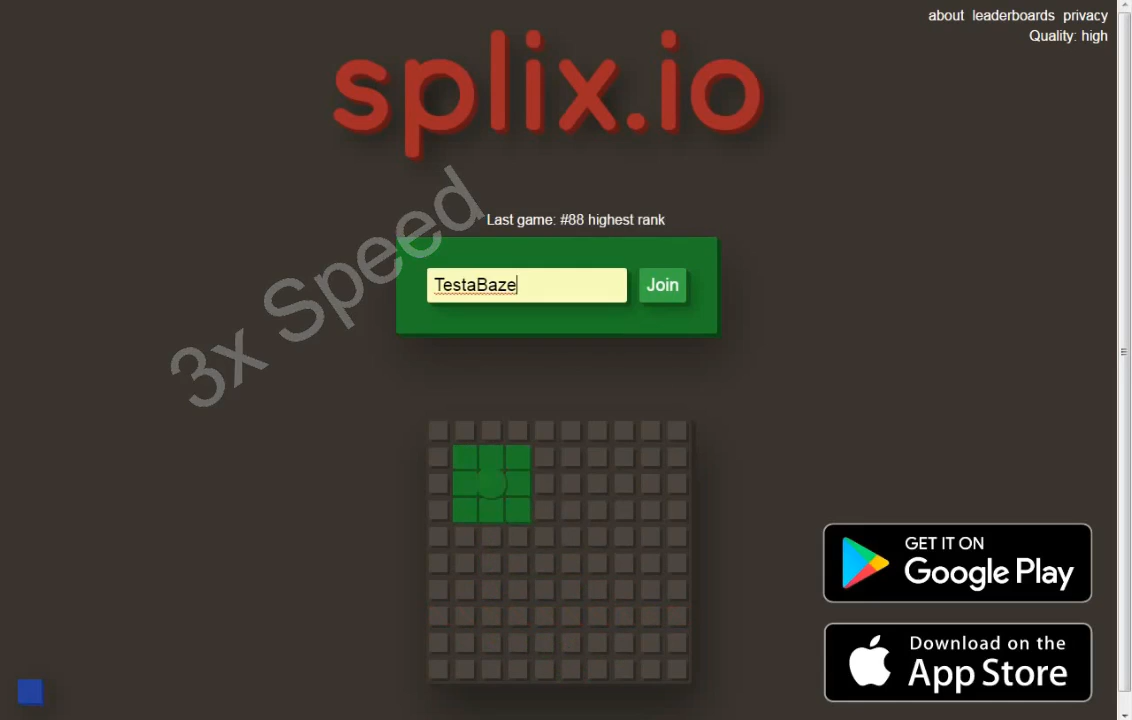 about leaderboards privacy
Quality: high
splix.io
3x Speed
Last game: #88 highest rank
TestaBaze
Join
GET IT ON
Google Play
Download on the
App Store